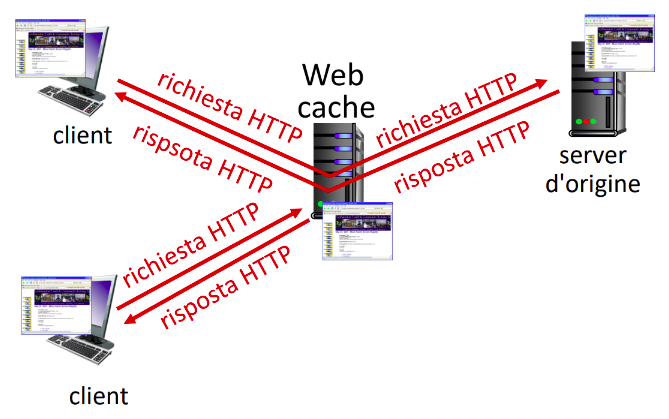 richiesta HTTP
rispsota HTTP
client
Web
cache
richiesta HTTP
risposta HTTP
server
d'origine
richiesta HTTP
risposta HTTP
client